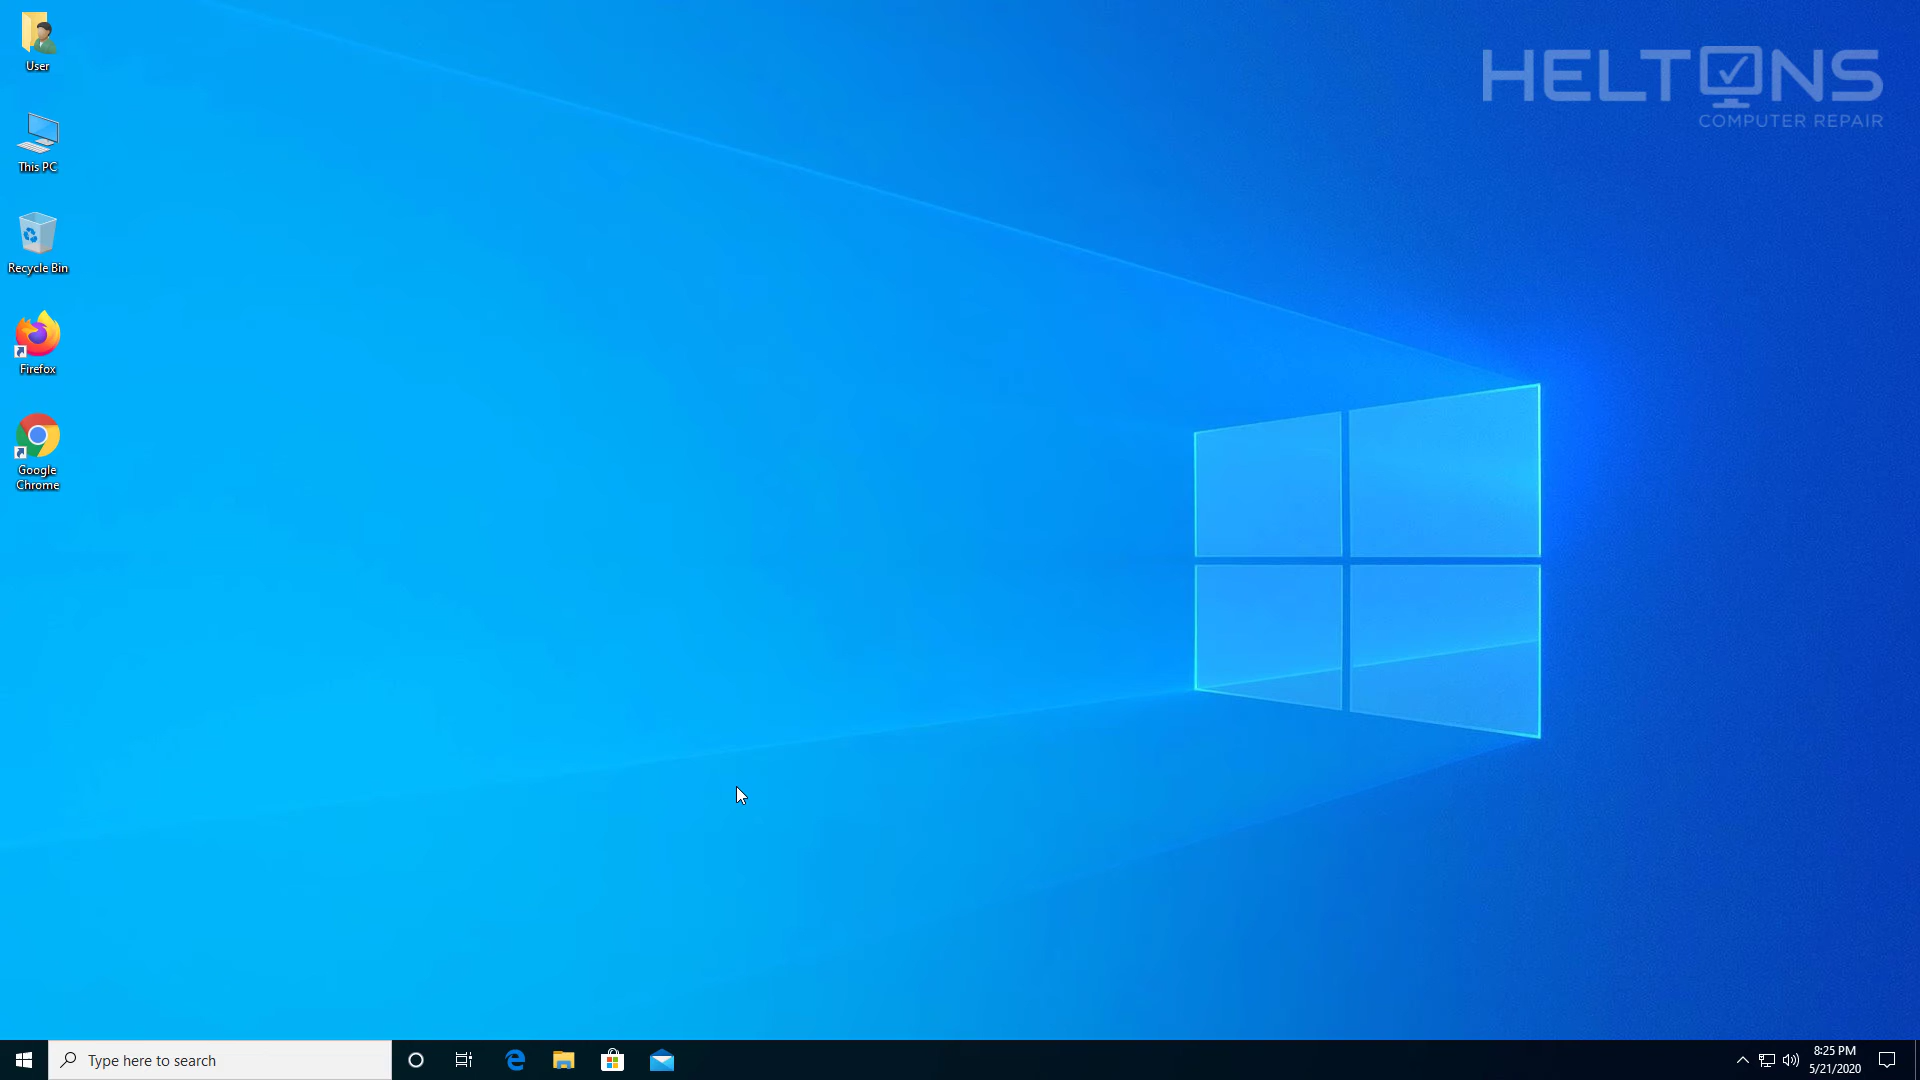 User
This PC
Recycle Bin
Firefox
Google
Chrome
HELTONS
COMPUTER REPAIR
Type here to search
8:25 PM
5/21/2020